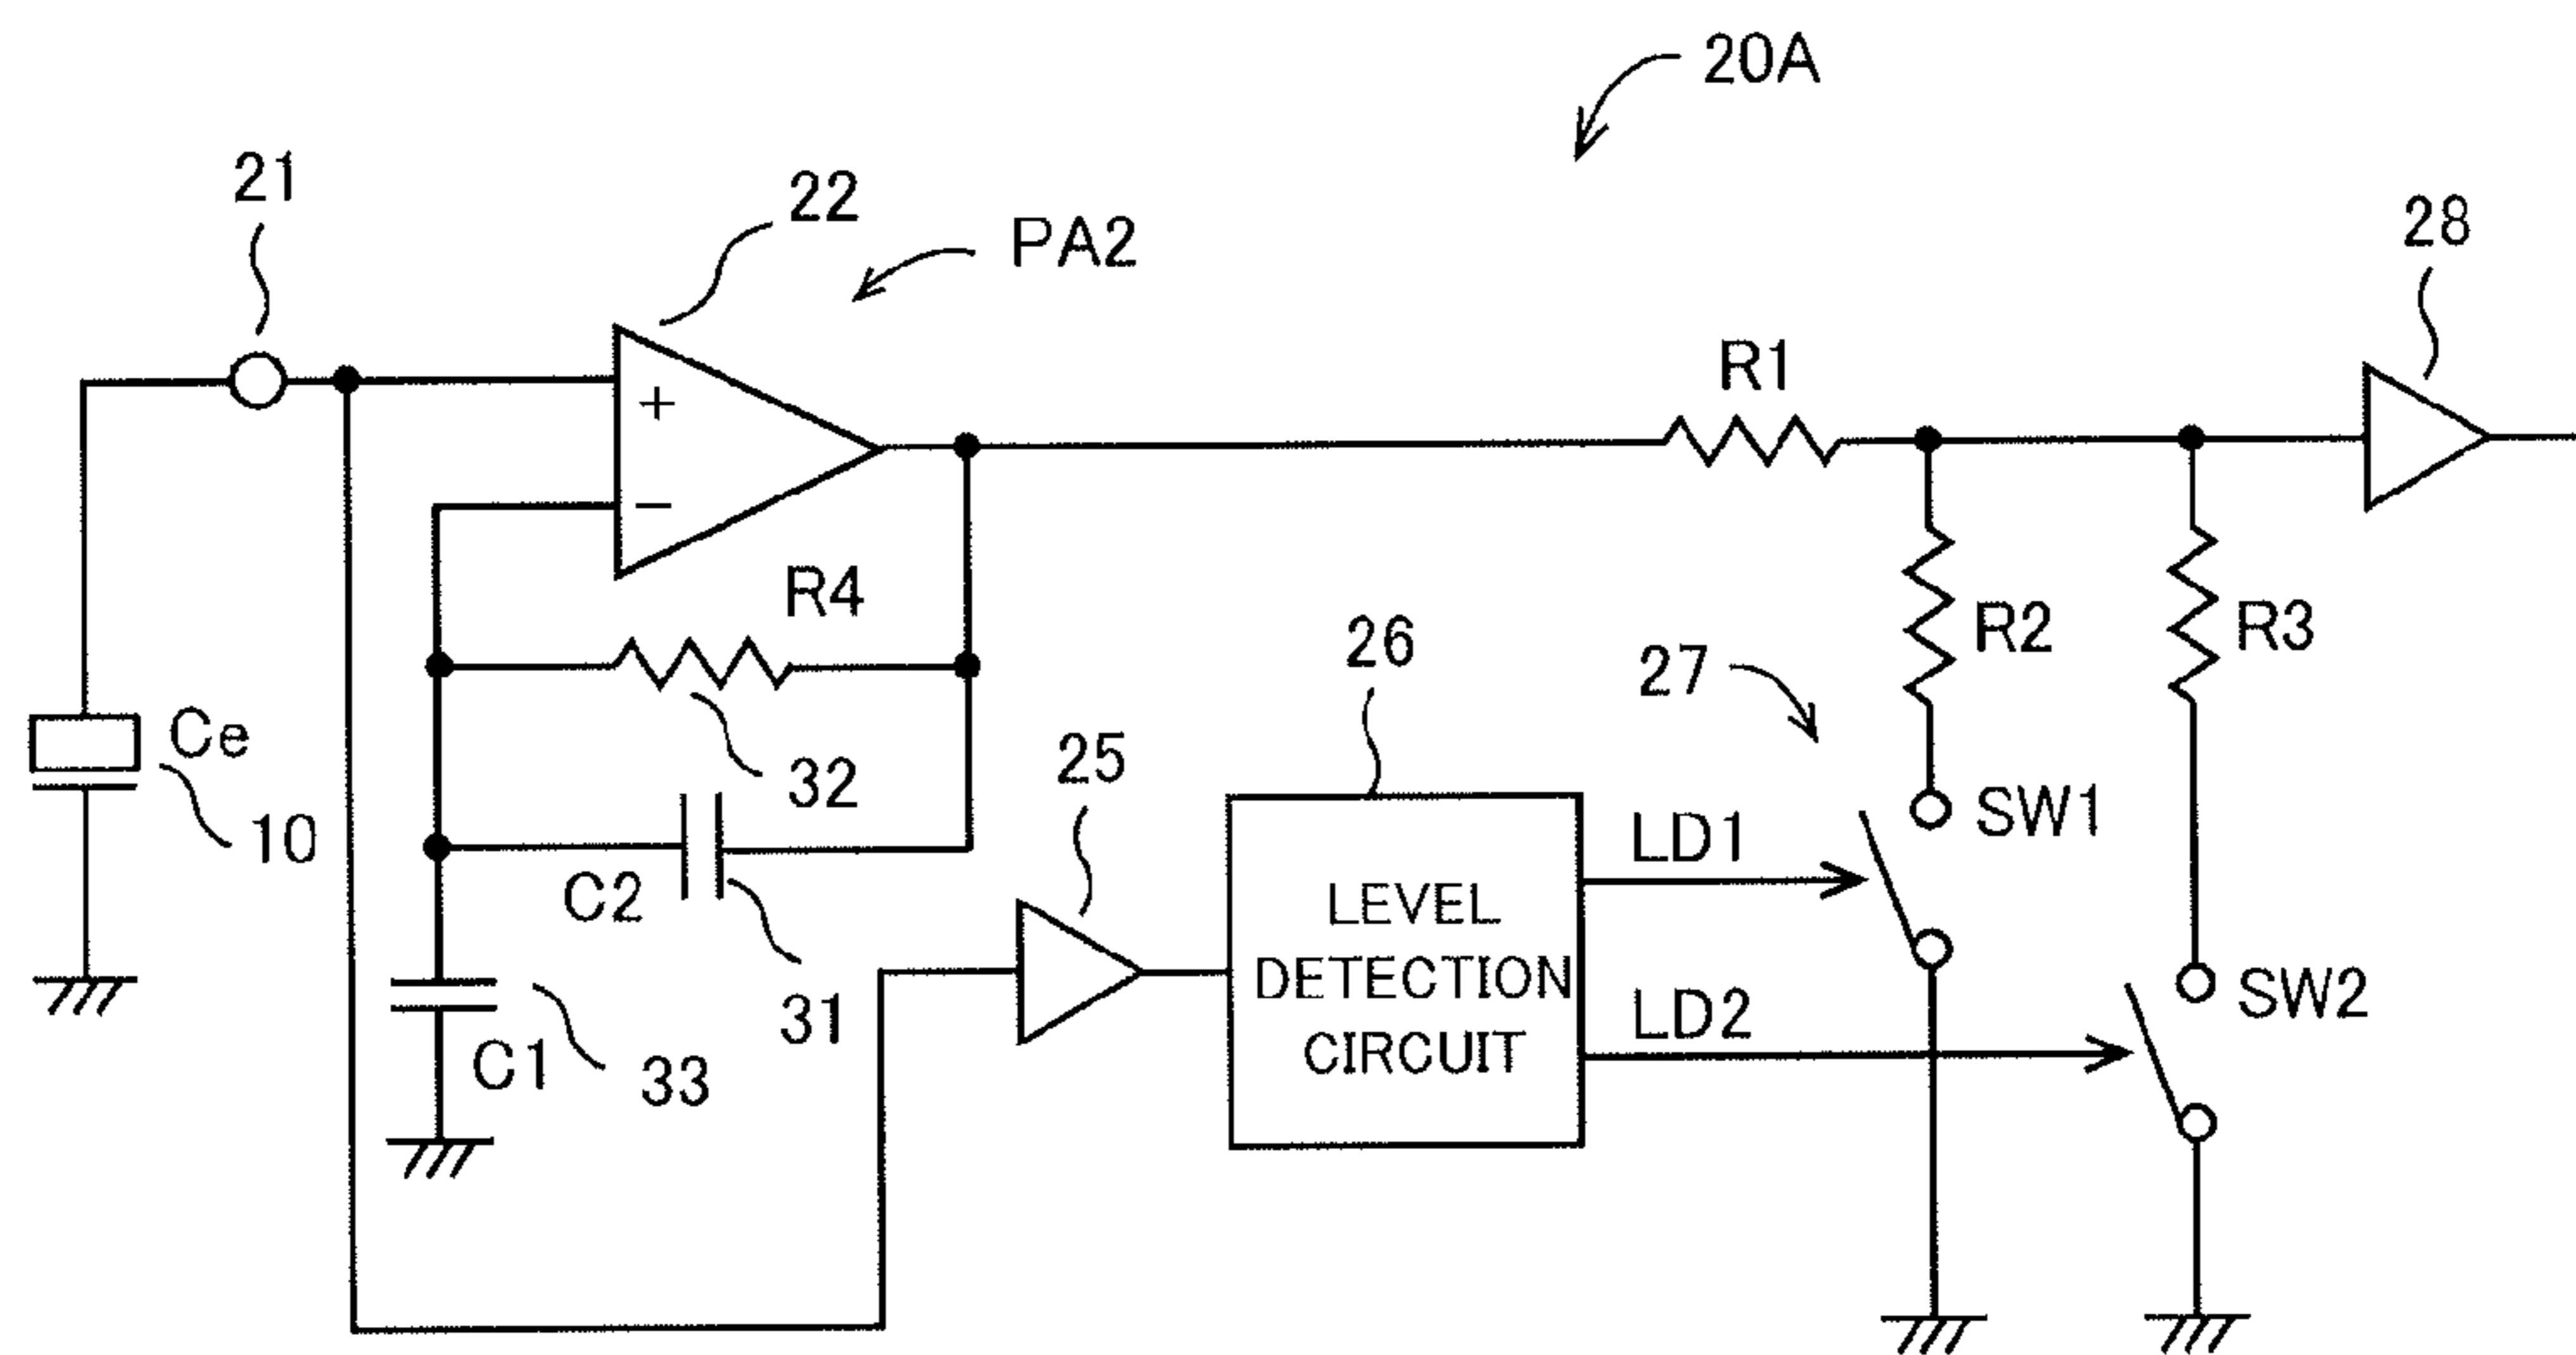 20A
21
22
PA2
28
R1
+
−
R4
R2
R3
26
27
Ce
32
25
10
SW1
LD1
C2
LEVEL
DETECTION
CIRCUIT
31
SW2
LD2
C1
33